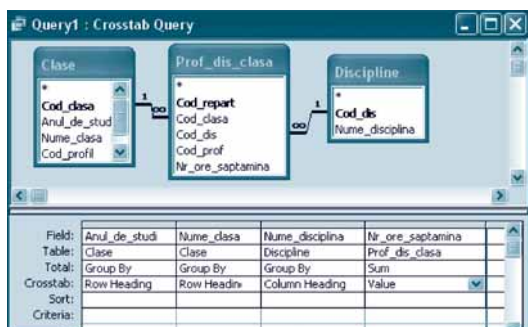 Query1 : Crosstab Query
Clase
*
Cod_clasa
Anul_de_stud
Nume_clasa
Cod_profil
1
∞
Prof_dis_clasa
*
Cod_repart
Cod_clasa
Cod_dis
Cod_prof
Nr_ore_saptamina
∞
1
Discipline
*
Cod_dis
Nume_disciplina
Field: Anul_de_studi Nume_clasa Nume_disciplina Nr_ore_saptamina
Table: Clase Clase Discipline Prof_dis_clasa
Total: Group By Group By Group By Sum
Crosstab: Row Heading Row Headin Column Heading Value
Sort:
Criteria: